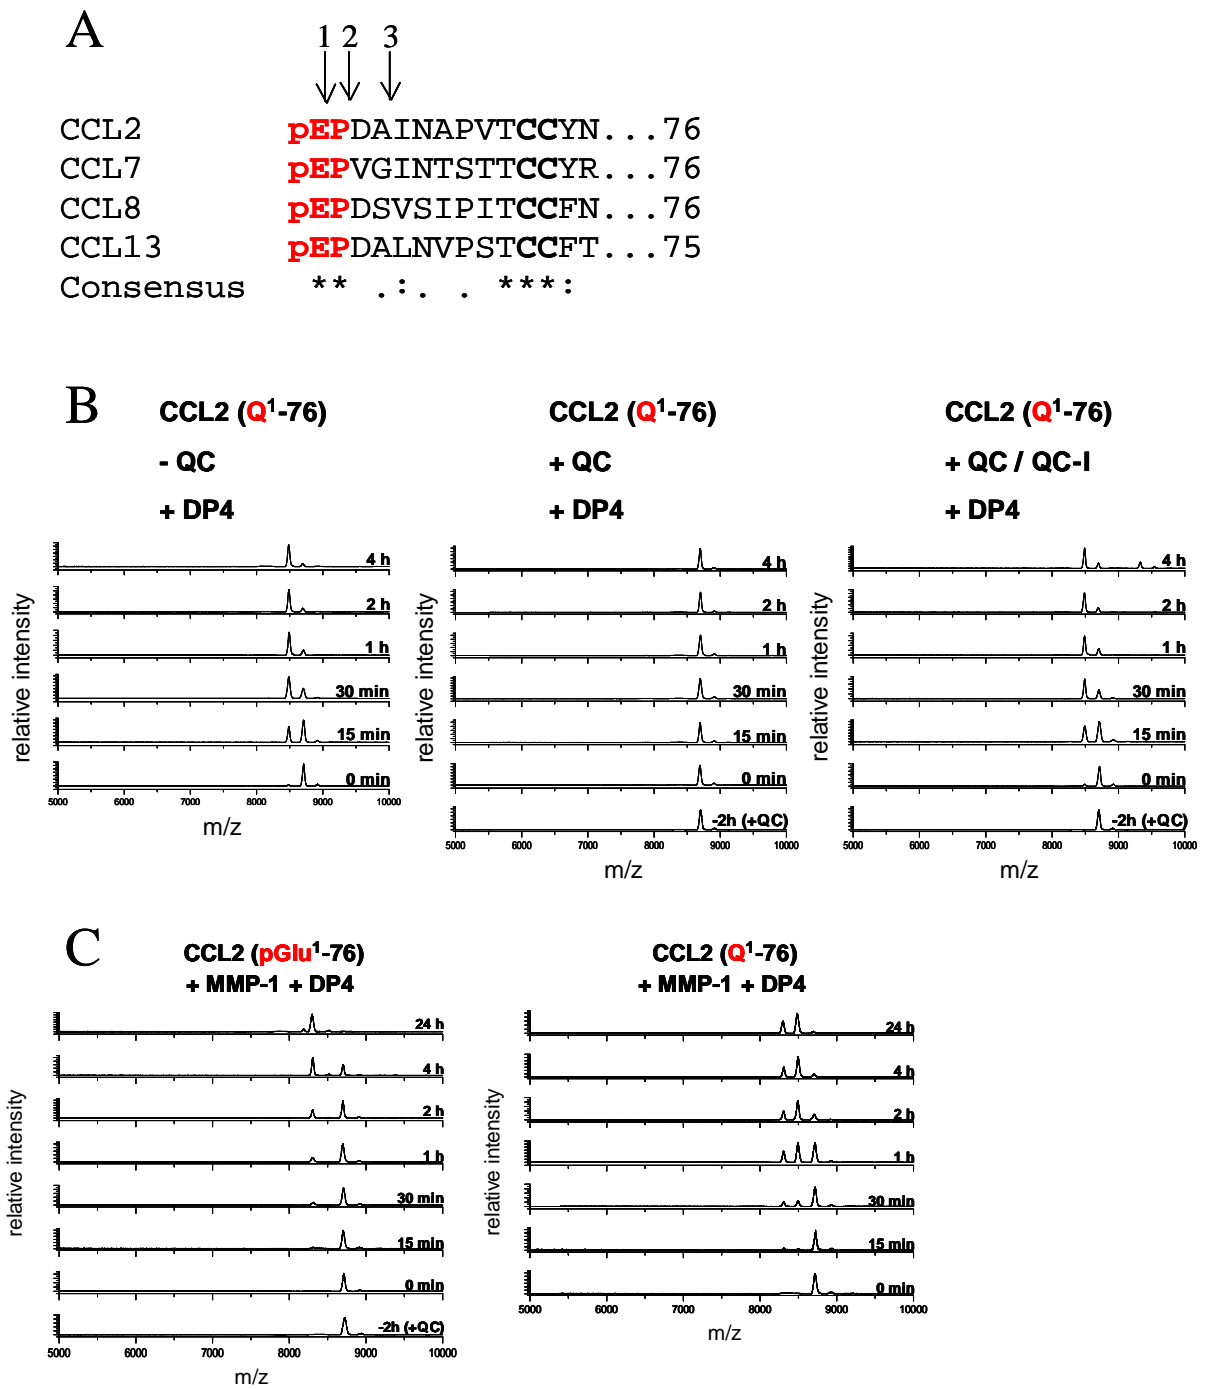 A
1 2 3
CCL2 pEPDAINAPVTCCYN...76
CCL7 pEPVGINTSTTCCYR...76
CCL8 pEPDSVSIPITCCFN...76
CCL13 pEPDALNVPSTCCFT...75
Consensus ** .:. . ***:
B
CCL2 (Q1-76)
- QC
+ DP4
relative intensity
4 h
2 h
1 h
30 min
15 min
0 min
5000 6000 7000 8000 9000 10000
m/z
CCL2 (Q1-76)
+ QC
+ DP4
relative intensity
4 h
2 h
1 h
30 min
15 min
0 min
-2h (+QC)
5000 6000 7000 8000 9000 10000
m/z
CCL2 (Q1-76)
+ QC / QC-I
+ DP4
relative intensity
4 h
2 h
1 h
30 min
15 min
0 min
-2h (+QC)
5000 6000 7000 8000 9000 10000
m/z
C
CCL2 (pGlu1-76)
+ MMP-1 + DP4
relative intensity
24 h
4 h
2 h
1 h
30 min
15 min
0 min
-2h (+QC)
5000 6000 7000 8000 9000 10000
m/z
CCL2 (Q1-76)
+ MMP-1 + DP4
relative intensity
24 h
4 h
2 h
1 h
30 min
15 min
0 min
5000 6000 7000 8000 9000 10000
m/z